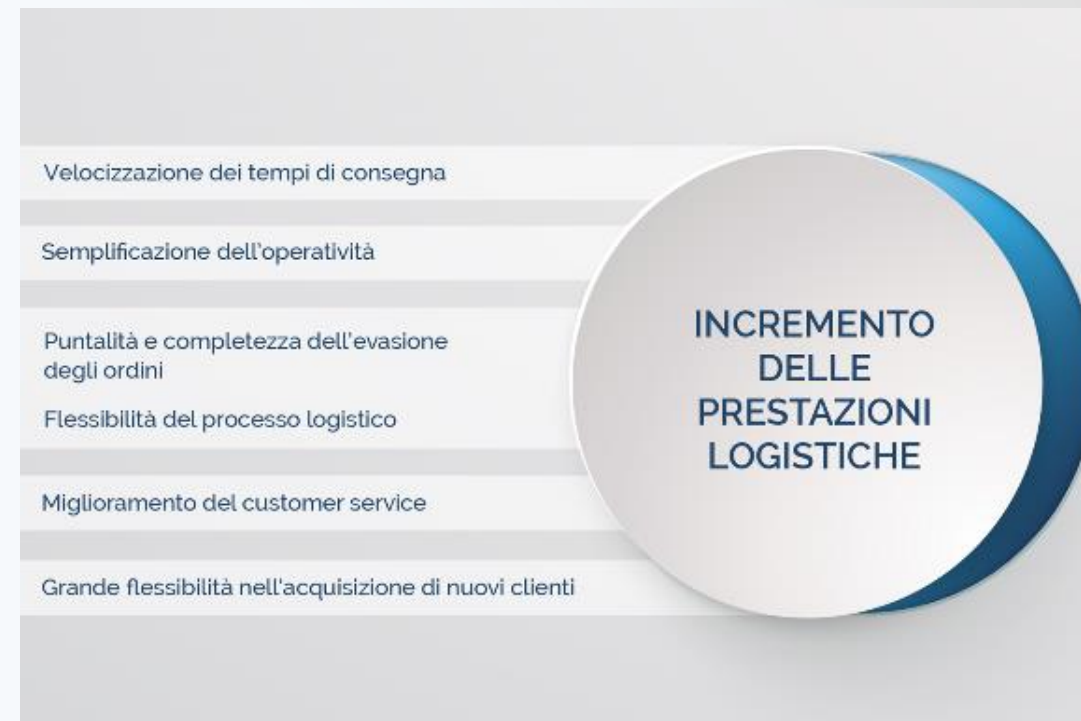 Velocizzazione dei tempi di consegna
Semplificazione dell'operatività
Puntalità e completezza dell'evasione
degli ordini
Flessibilità del processo logistico
Miglioramento del customer service
Grande flessibilità nell'acquisizione di nuovi clienti
INCREMENTO
DELLE
PRESTAZIONI
LOGISTICHE